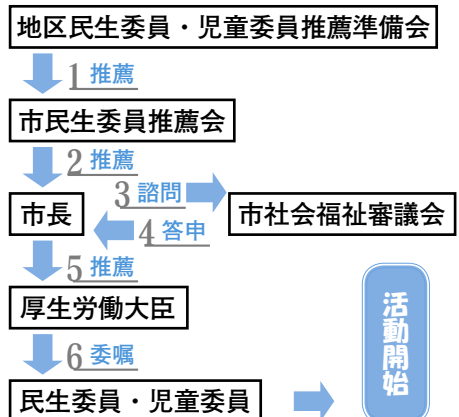 地区民生委員・児童委員推薦準備会
1 推薦
市民生委員推薦会
2 推薦
3 諮問
市長
市社会福祉審議会
4 答申
5 推薦
厚生労働大臣
6 委嘱
民生委員・児童委員
活動開始